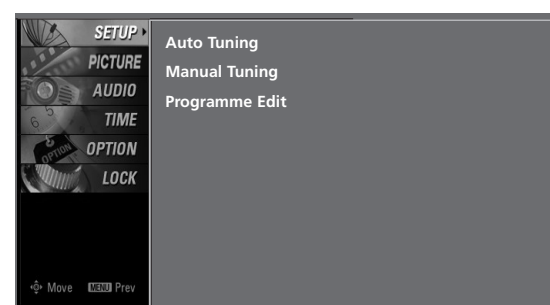 SETUP
PICTURE
AUDIO
TIME
OPTION
LOCK
Auto Tuning
Manual Tuning
Programme Edit
Move MENU Prev